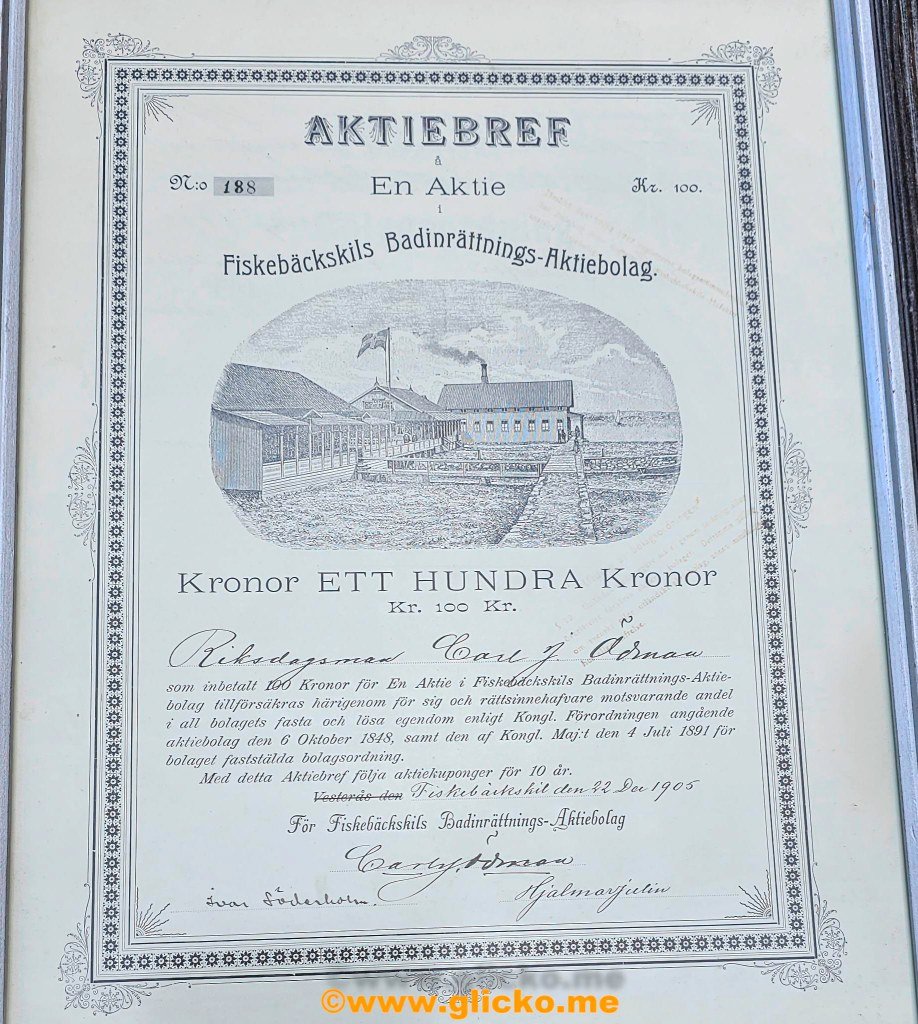 AKTIEBREF
å
N:o 188 En Aktie Kr. 100.
i
Fiskebäckskils Badinrättnings-Aktiebolag.
Kronor ETT HUNDRA Kronor
Kr. 100 Kr.
Riksdagsman Carl J. Ödman
som inbetalt 100 Kronor för En Aktie i Fiskebäckskils Badinrättnings-Aktie-
bolag tillförsäkras härigenom för sig och rättsinnehafvare motsvarande andel
i all bolagets fasta och lösa egendom enligt Kongl. Förordningen angående
aktiebolag den 6 Oktober 1848, samt den af Kongl. Maj:t den 4 Juli 1891 för
bolaget faststälda bolagsordning.
Med detta Aktiebref följa aktiekuponger för 10 år.
Vesterås den Fiskebäckskil den 22 Dec 1905
För Fiskebäckskils Badinrättnings-Aktiebolag
Carl J. Ödman
Ivar Söderholm. Hjalmar Julin
©www.glicko.me